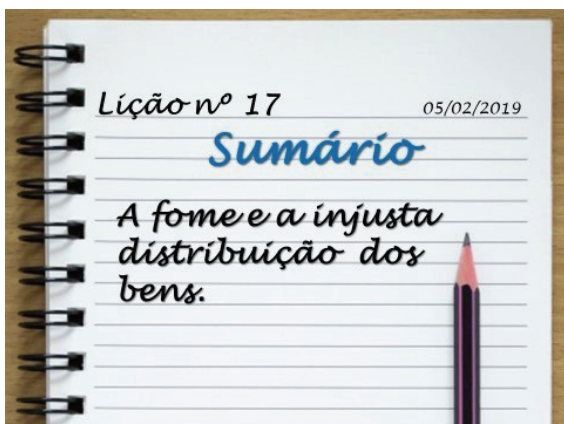 Lição nº 17 05/02/2019
Sumário
A fome e a injusta
distribuição dos
bens.